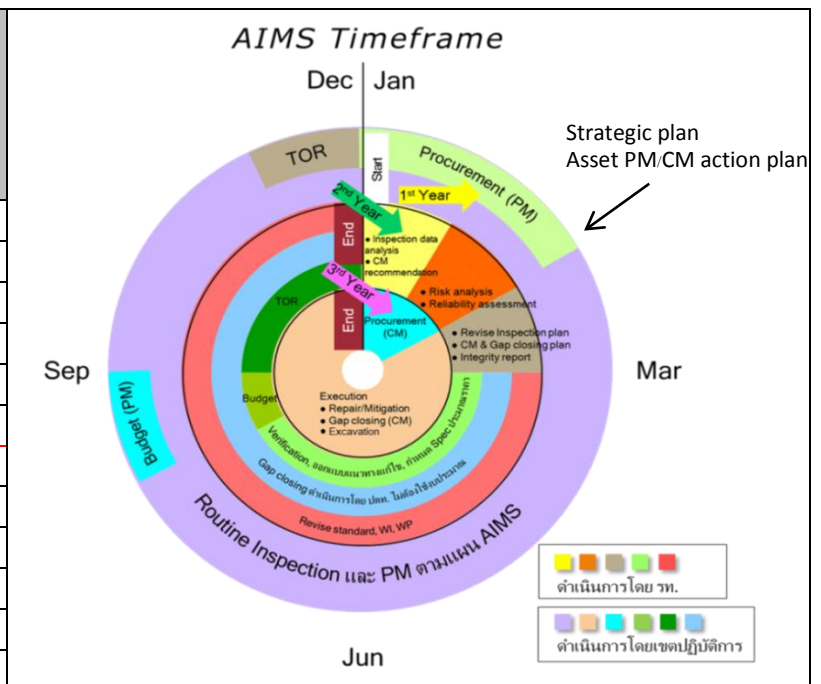 AIMS Timeframe
Dec
Jan
Strategic plan
Asset PM/CM action plan
TOR
Start
Procurement (PM)
1st Year
2nd Year
End
• Inspection data
analysis
• CM
recommendation
3rd Year
• Risk analysis
• Reliability assessment
TOR
End
Procurement
(CM)
• Revise Inspection plan
• CM & Gap closing plan
• Integrity report
Sep
Mar
Budget (PM)
Budget
Execution
• Repair/Mitigation
• Gap closing (CM)
• Excavation
Verification, ออกแบบแนวทางแก้ไข, กำหนด Spec ประมาณราคา
Gap closing ดำเนินการโดย ปตท. ไม่ต้องใช้งบประมาณ
Revise standard, WI, WP
Routine Inspection และ PM ตามแผน AIMS
ดำเนินการโดย รท.
ดำเนินการโดยเขตปฏิบัติการ
Jun